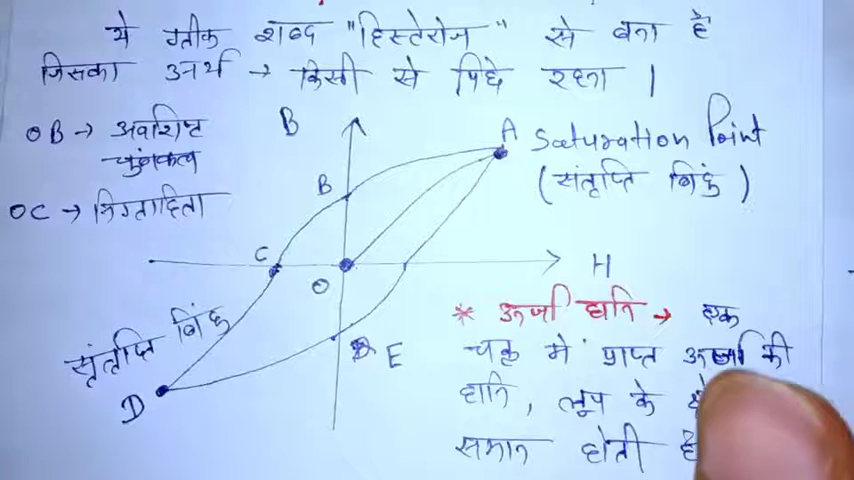 ये ग्रीक शब्द "हिस्टेरोज" से बना है
जिसका अर्थ → किसी से पिछे रहना |
OB → अवशिष्ट
चुंबकत्व
OC → निग्राहिता
B
A Saturation Point
(संतृप्ति बिंदु)
B
C
O
H
संतृप्ति बिंदु
D
E
* ऊर्जा हानि → एक
चक्र में प्राप्त ऊर्जा की
हानि, लूप के
समान होती है